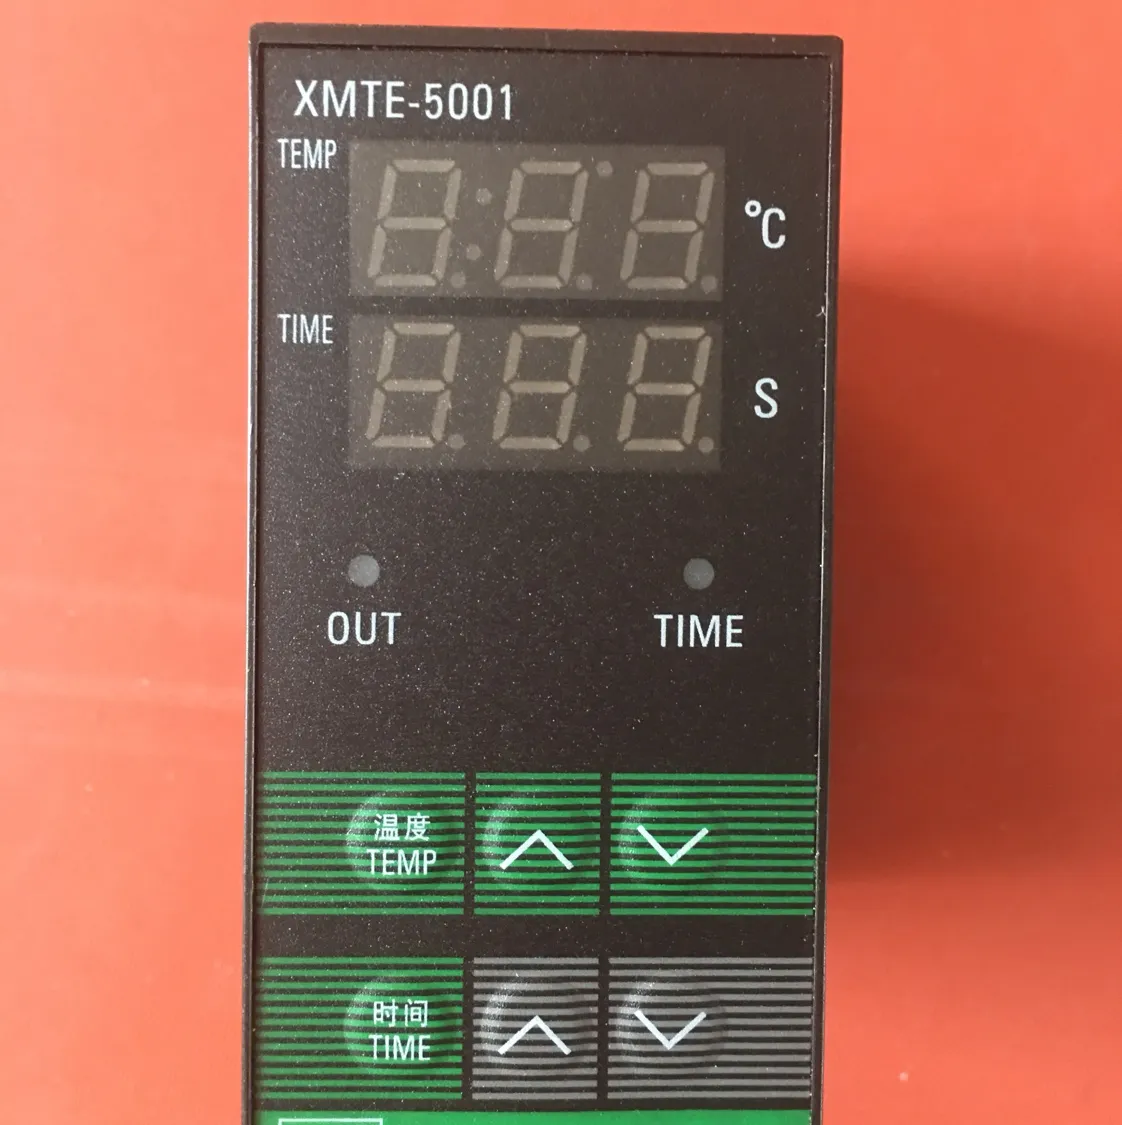 XMTE-5001
TEMP
℃
TIME
S
OUT TIME
温度
TEMP
时间
TIME